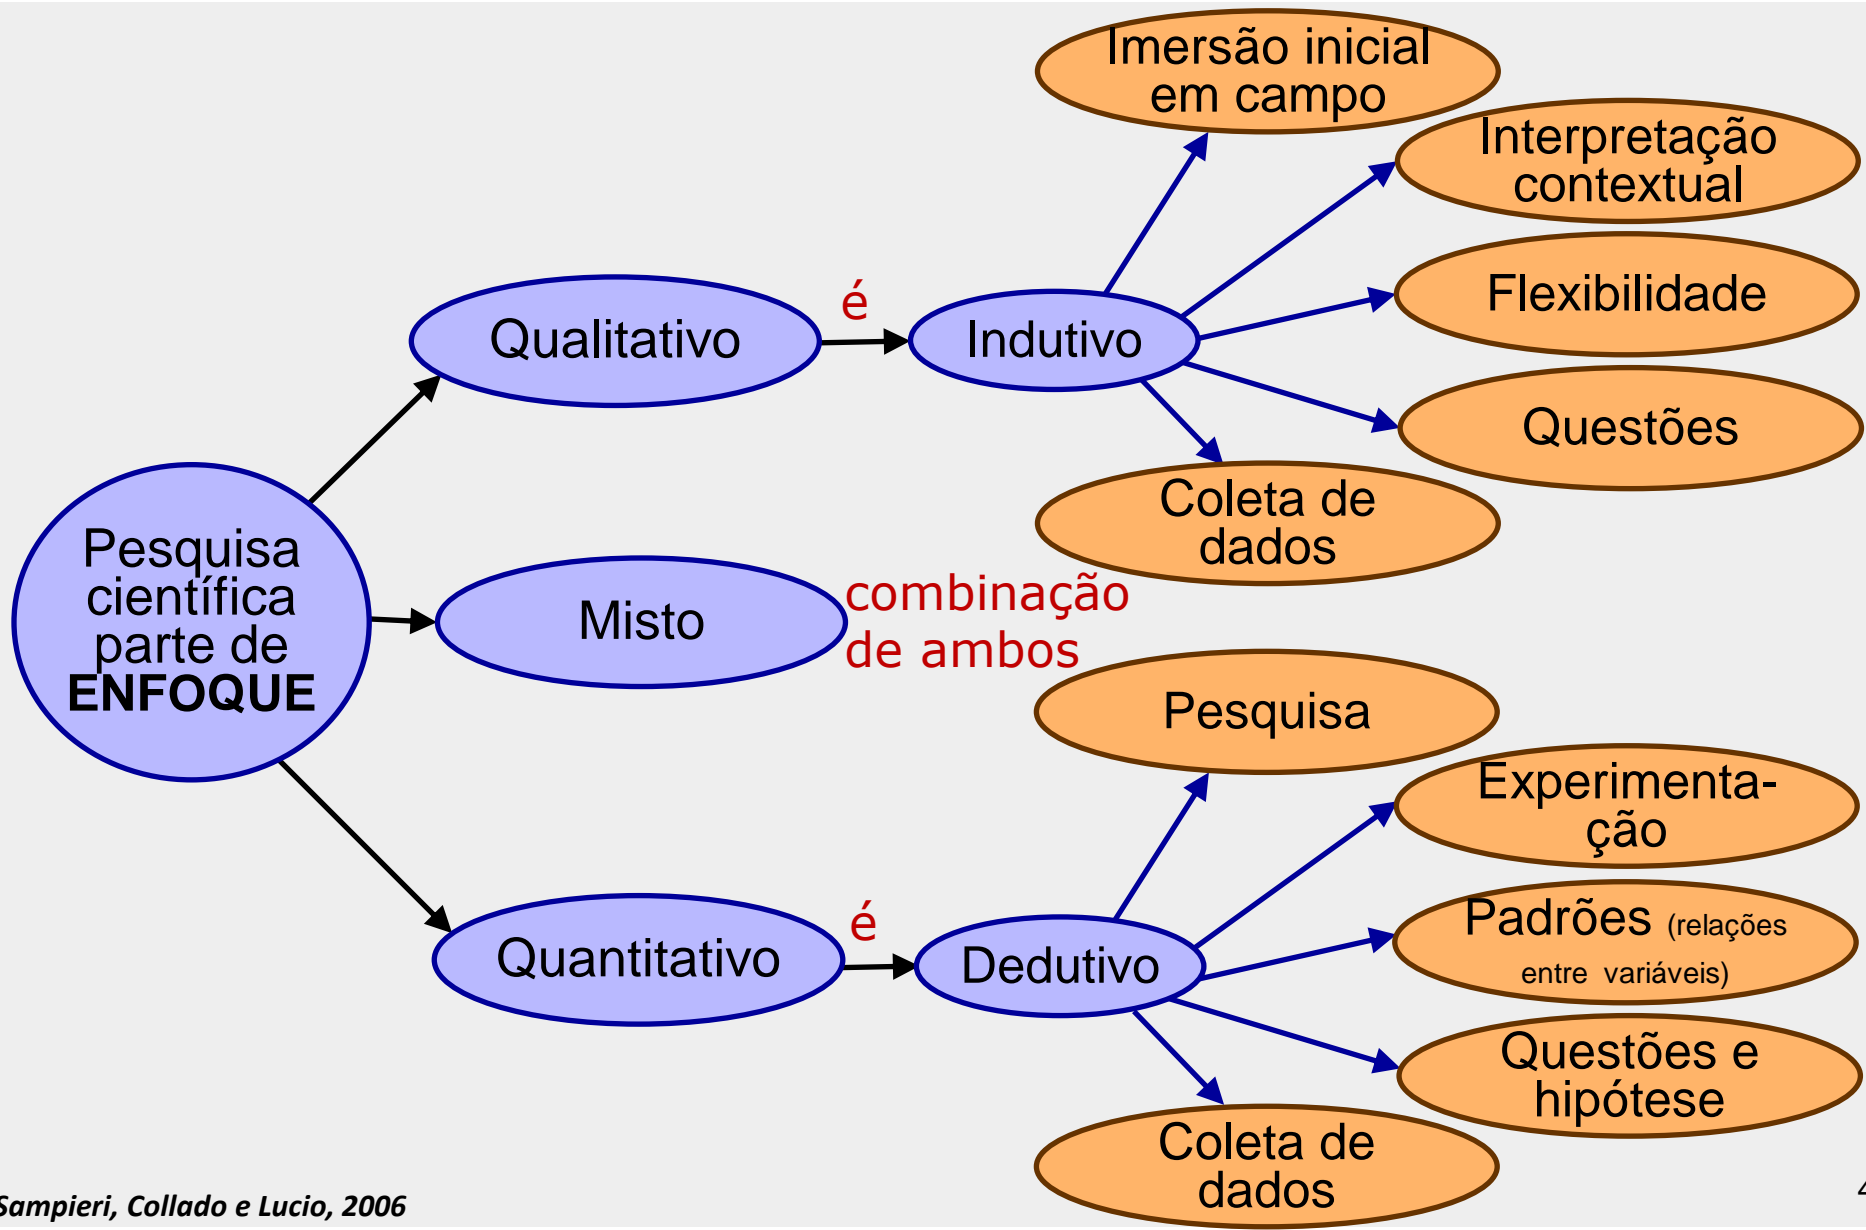 Imersão inicial
em campo
Interpretação
contextual
é
Flexibilidade
Qualitativo
Indutivo
Questões
Coleta de
dados
Pesquisa
científica
parte de
ENFOQUE
Misto
combinação
de ambos
Pesquisa
Experimenta-
ção
é
Padrões (relações
entre variáveis)
Quantitativo
Dedutivo
Questões e
hipótese
Coleta de
dados
Sampieri, Collado e Lucio, 2006
4